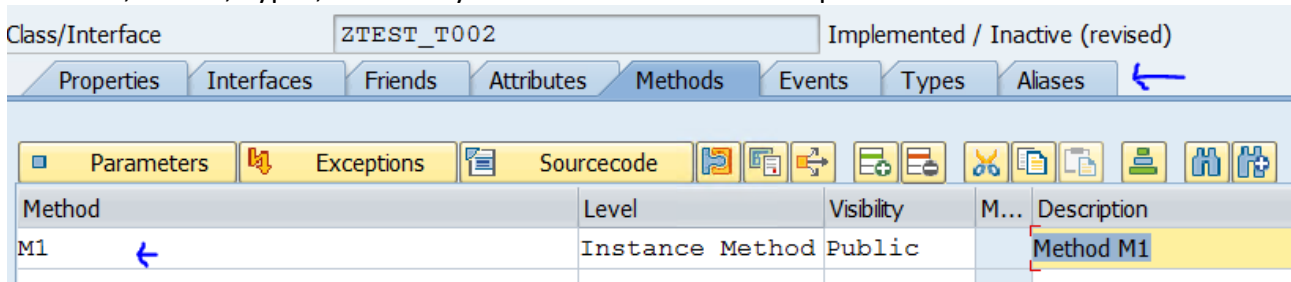 Class/Interface ZTEST_T002 Implemented / Inactive (revised)
Properties Interfaces Friends Attributes Methods Events Types Aliases
Parameters Exceptions Sourcecode
Method Level Visibility M... Description
M1 Instance Method Public Method M1